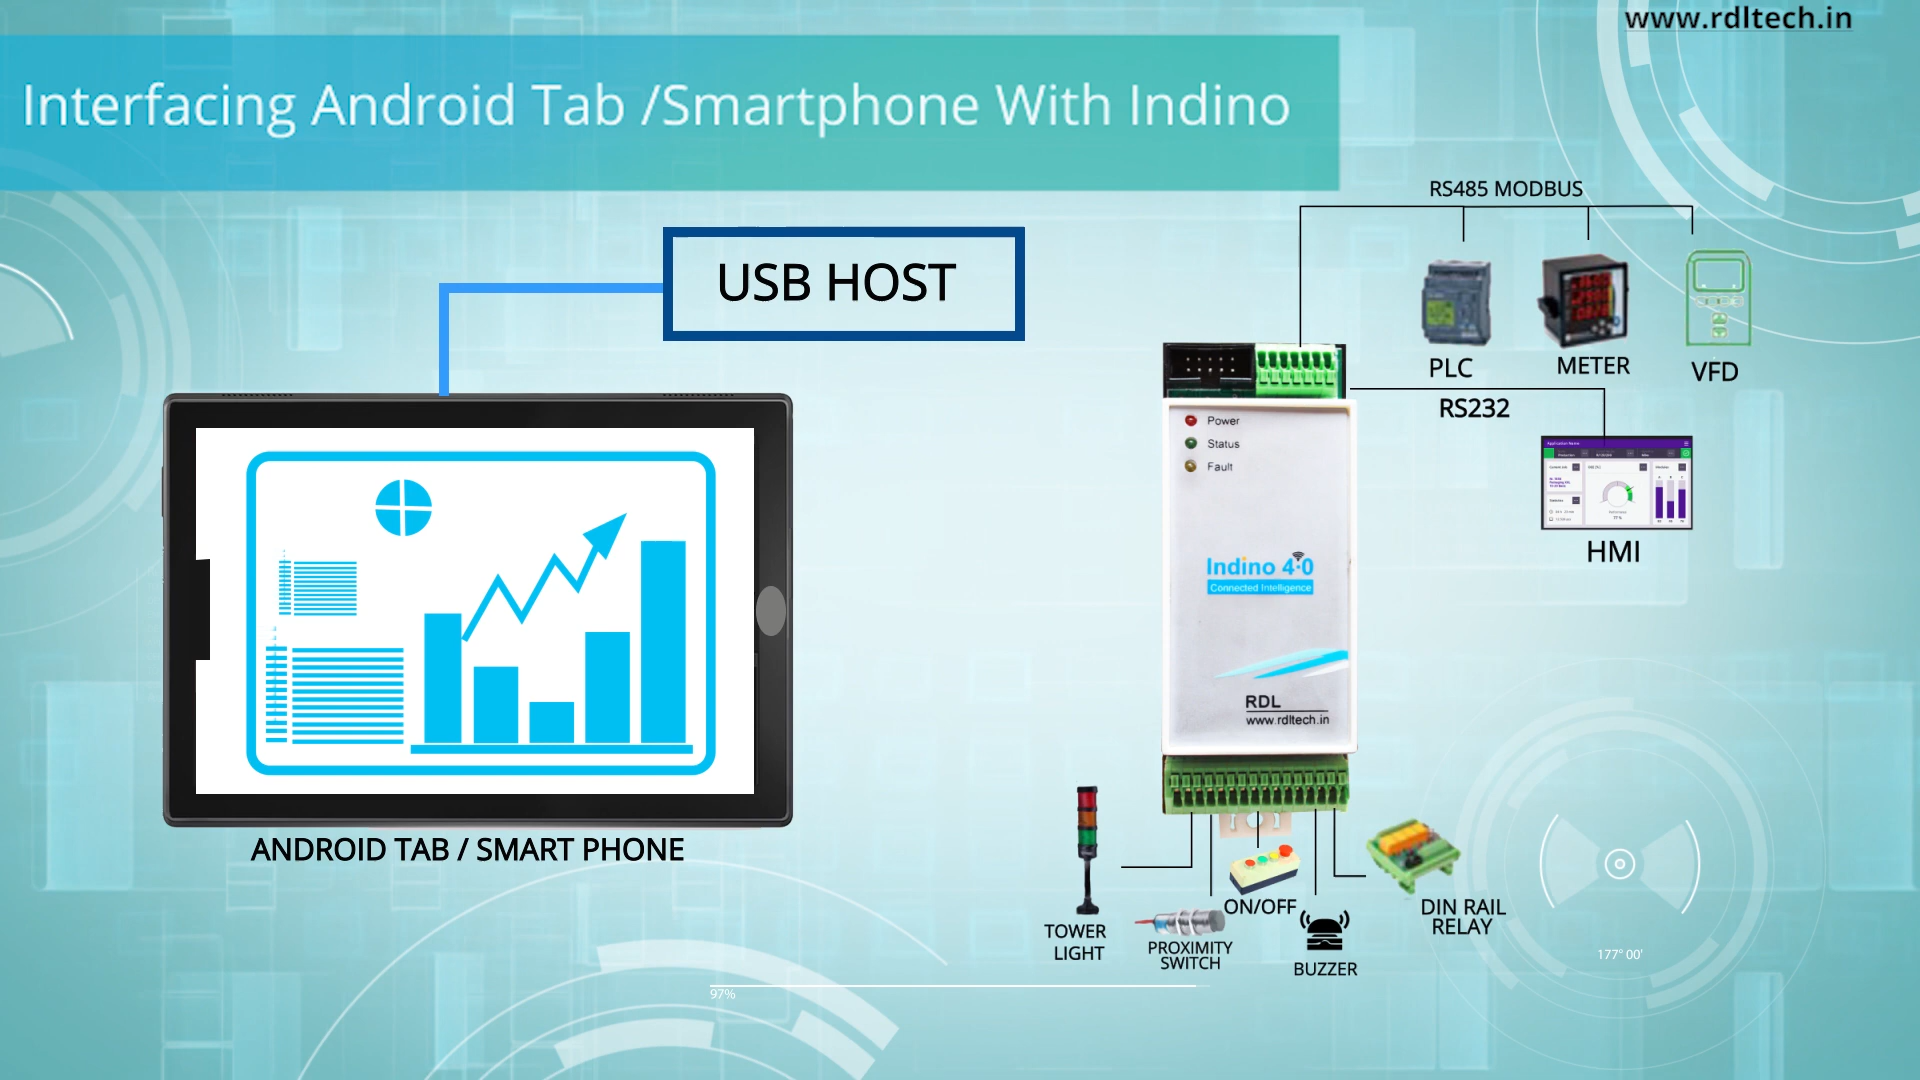 www.rdltech.in
Interfacing Android Tab /Smartphone With Indino
RS485 MODBUS
USB HOST
PLC
METER
VFD
RS232
Power
Status
Fault
HMI
Indino 4.0
Connected Intelligence
RDL
www.rdltech.in
ANDROID TAB / SMART PHONE
TOWER
LIGHT
PROXIMITY
SWITCH
ON/OFF
BUZZER
DIN RAIL
RELAY
177° 00'
97%